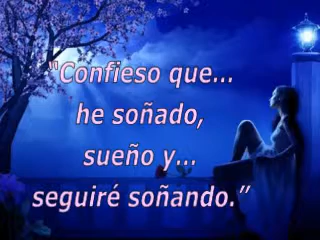 “Confieso que...
he soñado,
sueño y...
seguiré soñando.”